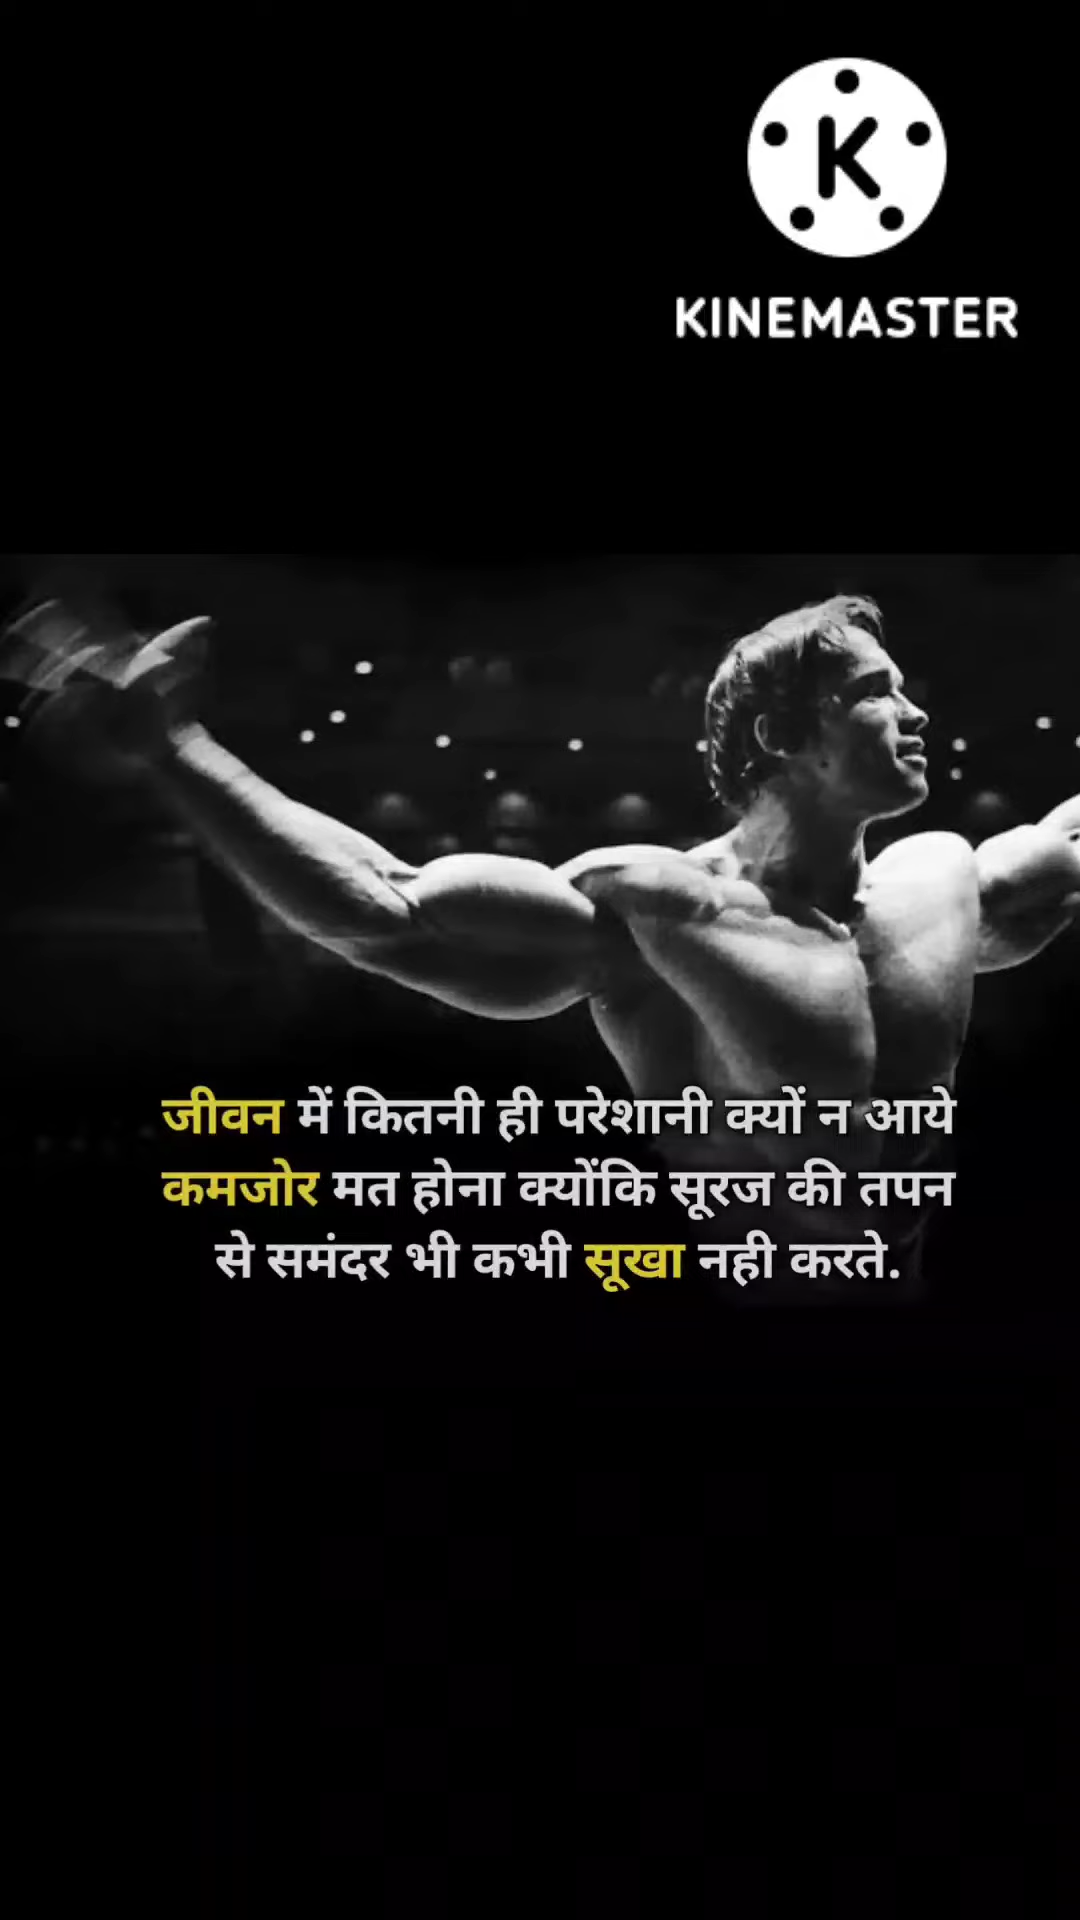 K
KINEMASTER
जीवन में कितनी ही परेशानी क्यों न आये
कमजोर मत होना क्योंकि सूरज की तपन
से समंदर भी कभी सूखा नही करते.